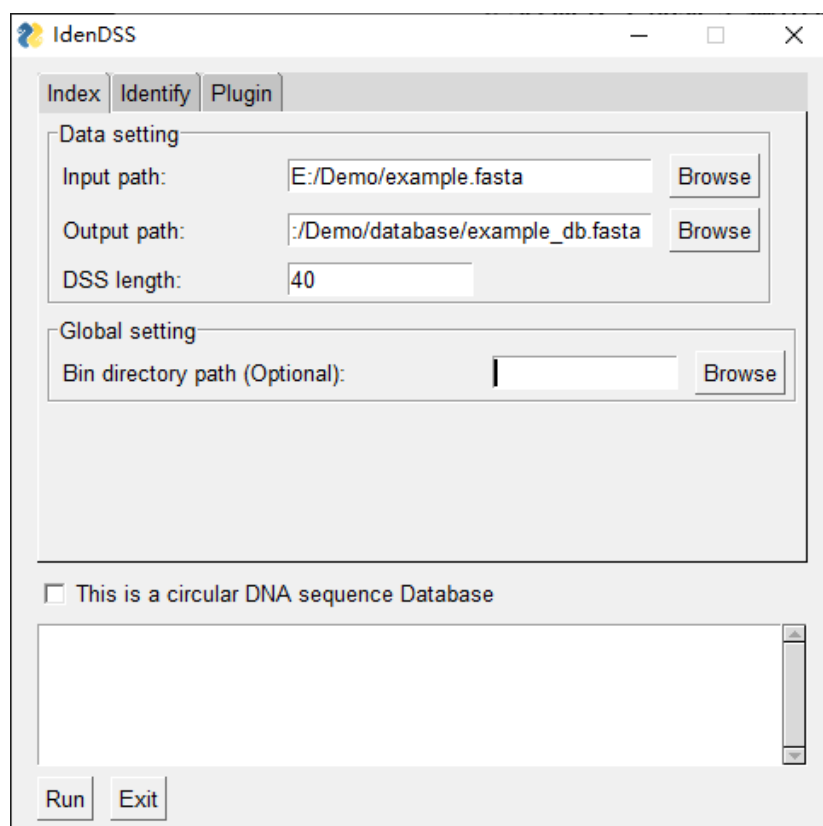 IdenDSS
Index Identify Plugin
Data setting
Input path: E:/Demo/example.fasta Browse
Output path: :/Demo/database/example_db.fasta Browse
DSS length: 40
Global setting
Bin directory path (Optional): Browse
This is a circular DNA sequence Database
Run Exit